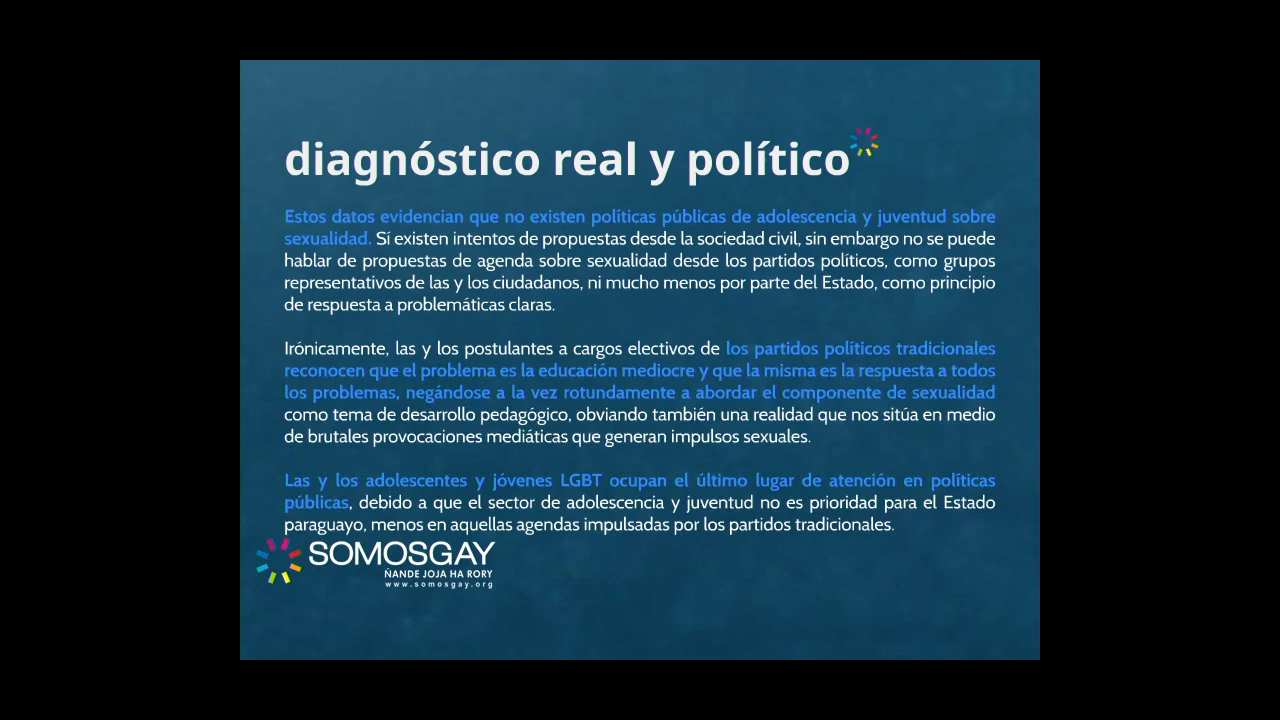 diagnóstico real y político
Estos datos evidencian que no existen políticas públicas de adolescencia y juventud sobre
sexualidad. Sí existen intentos de propuestas desde la sociedad civil, sin embargo no se puede
hablar de propuestas de agenda sobre sexualidad desde los partidos políticos, como grupos
representativos de las y los ciudadanos, ni mucho menos por parte del Estado, como principio
de respuesta a problemáticas claras.
Irónicamente, las y los postulantes a cargos electivos de los partidos políticos tradicionales
reconocen que el problema es la educación mediocre y que la misma es la respuesta a todos
los problemas, negándose a la vez rotundamente a abordar el componente de sexualidad
como tema de desarrollo pedagógico, obviando también una realidad que nos sitúa en medio
de brutales provocaciones mediáticas que generan impulsos sexuales.
Las y los adolescentes y jóvenes LGBT ocupan el último lugar de atención en políticas
públicas, debido a que el sector de adolescencia y juventud no es prioridad para el Estado
paraguayo, menos en aquellas agendas impulsadas por los partidos tradicionales.
SOMOSGAY
ÑANDE JOJA HA RORY
www.somosgay.org